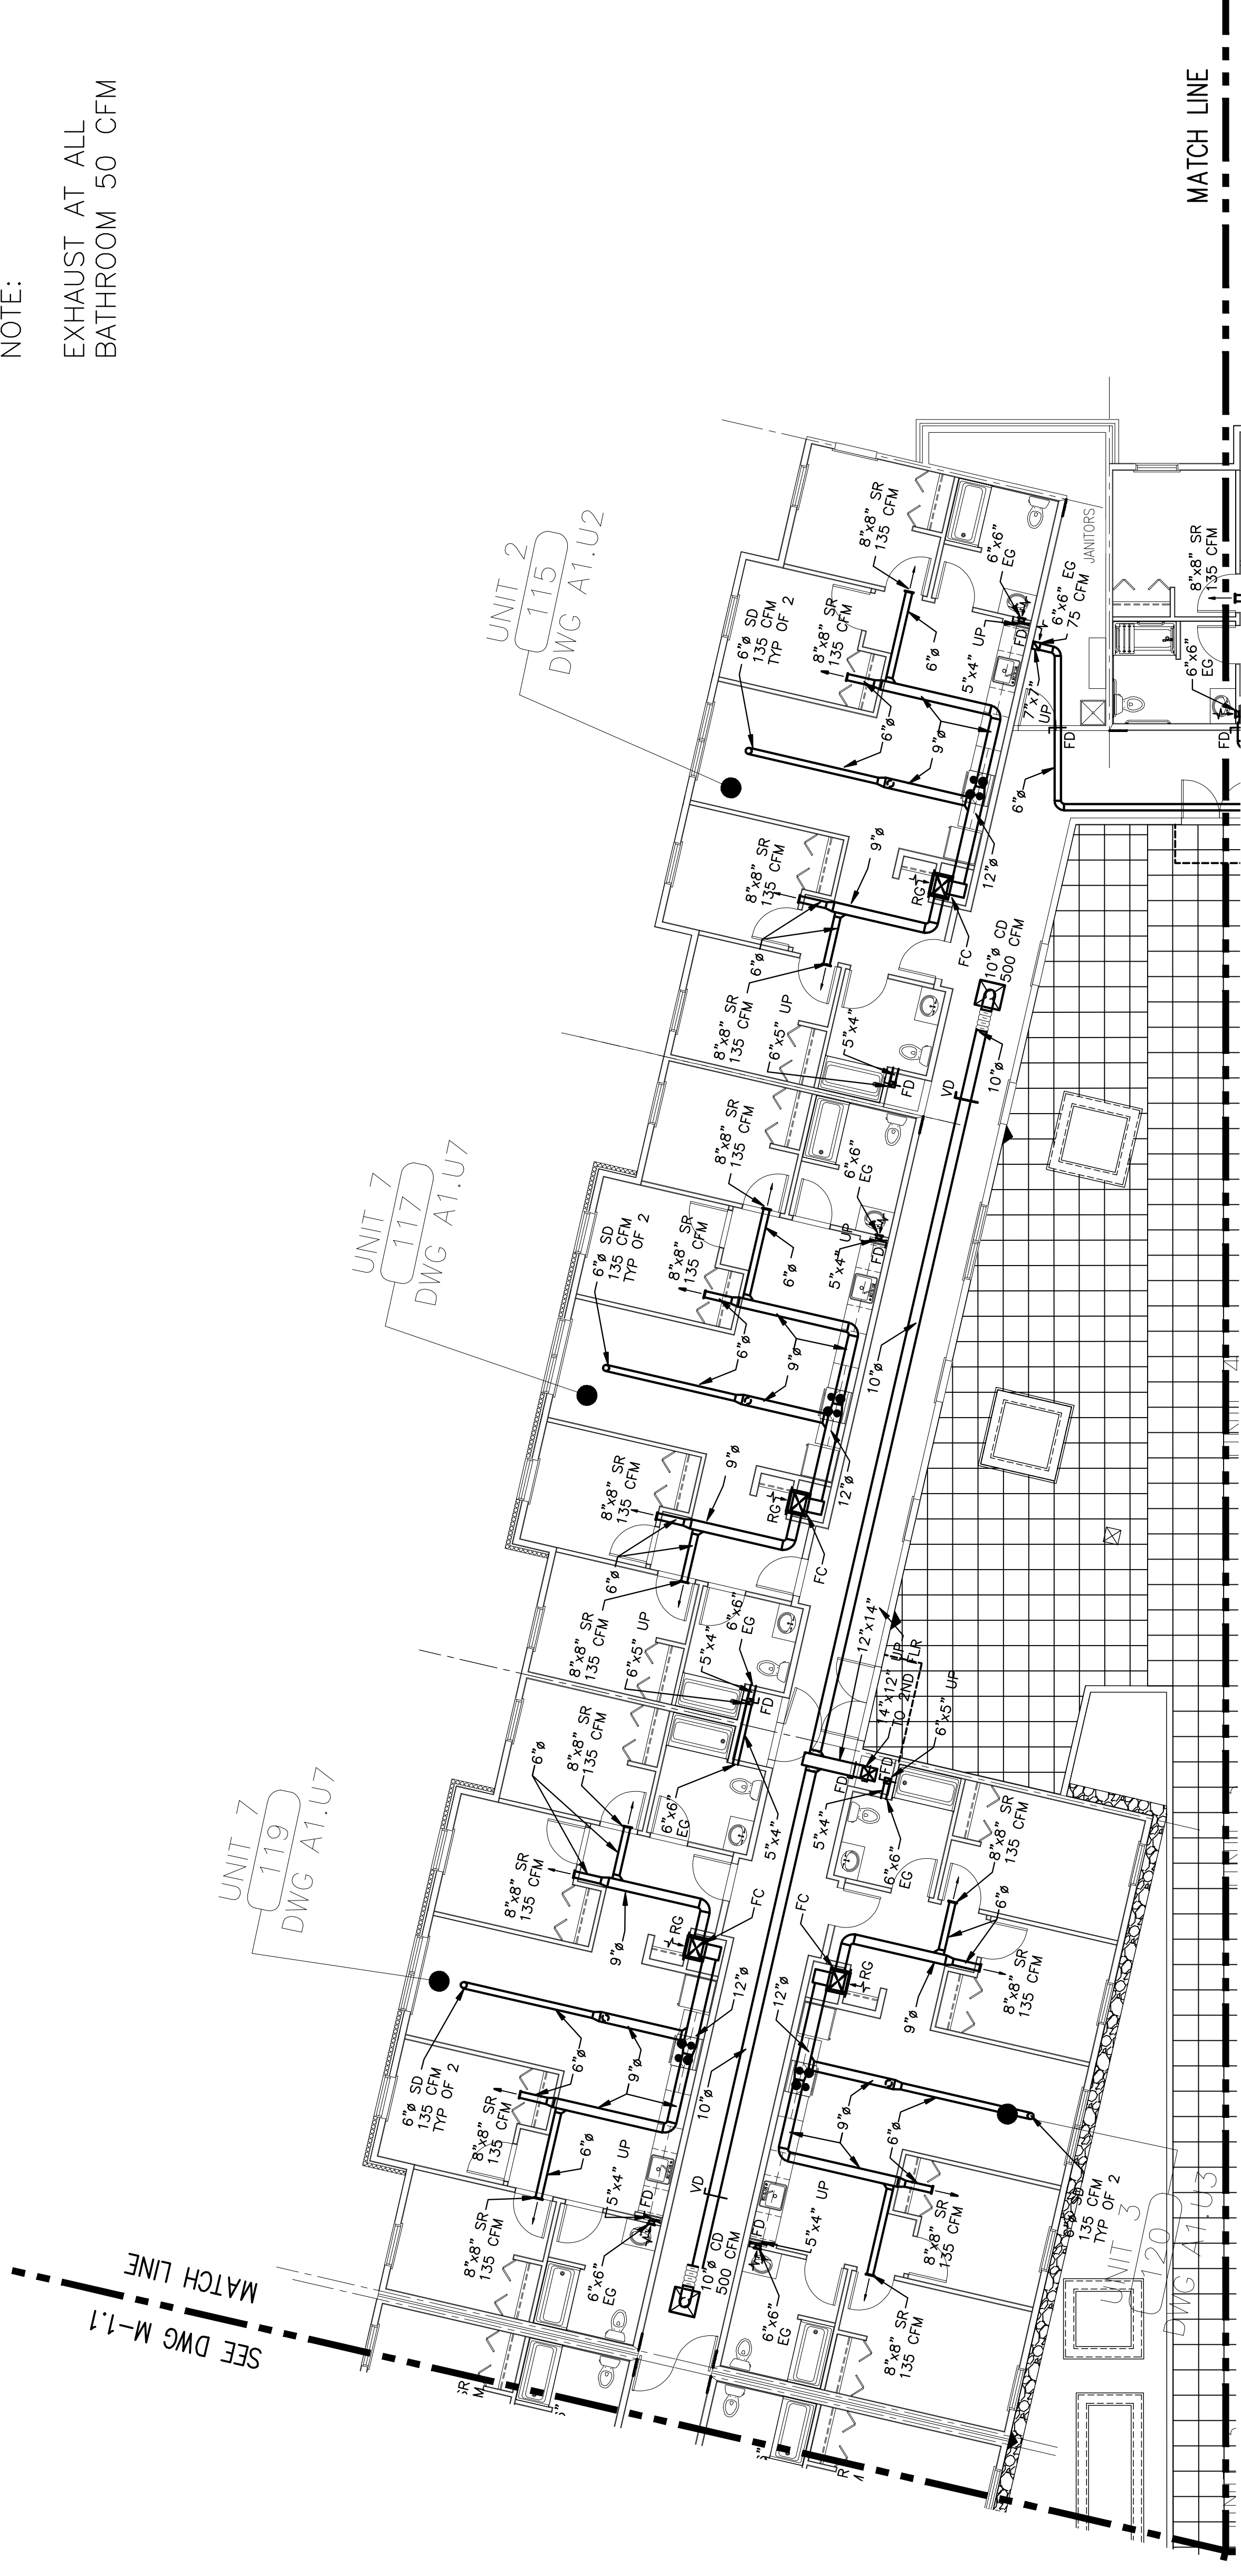 NOTE:
EXHAUST AT ALL
BATHROOM 50 CFM
MATCH LINE
UNIT 2
115
DWG A1.U2
8"x8" SR
135 CFM
6"ø SD
135 CFM
TYP OF 2
8"x8" SR
135 CFM
6"ø
5"x4" UP
6"x6"
EG
FD
6"x6" EG
75 CFM
JANITORS
7"x7"
UP
FD
8"x8" SR
135 CFM
6"x6"
EG
FD
6"ø
6"ø
9"ø
8"x8" SR
135 CFM
9"ø
RG
12"ø
FC
6"ø
8"x8" SR
135 CFM
6"x5" UP
5"x4"
FD
10"ø CD
500 CFM
VD
10"ø
UNIT 7
117
DWG A1.U7
8"x8" SR
135 CFM
6"ø SD
135 CFM
TYP OF 2
8"x8" SR
135 CFM
6"ø
5"x4" UP
6"x6"
EG
FD
6"ø
9"ø
10"ø
8"x8" SR
135 CFM
9"ø
RG
12"ø
FC
6"ø
8"x8" SR
135 CFM
6"x5" UP
5"x4"
6"x6"
EG
FD
12"x14"
14"x12" UP
TO 2ND FLR
6"x5" UP
FD
FD
5"x4"
6"x6"
EG
UNIT 7
119
DWG A1.U7
6"ø
8"x8" SR
135 CFM
8"x8" SR
135 CFM
6"x6"
EG
5"x4"
9"ø
RG
FC
12"ø
6"ø SD
135 CFM
TYP OF 2
6"ø
9"ø
10"ø
8"x8" SR
135 CFM
6"ø
5"x4" UP
FD
VD
8"x8" SR
135 CFM
6"x6"
EG
10"ø CD
500 CFM
FC
RG
12"ø
8"x8" SR
135 CFM
6"ø
8"x8" SR
135 CFM
9"ø
9"ø
6"ø
6"ø
5"x4" UP
FD
8"x8" SR
135 CFM
6"x6"
EG
8"x8" SR
135 CFM
6"ø SD
135 CFM
TYP OF 2
UNIT 3
120
DWG A1.U3
MATCH LINE
SEE DWG M-1.1